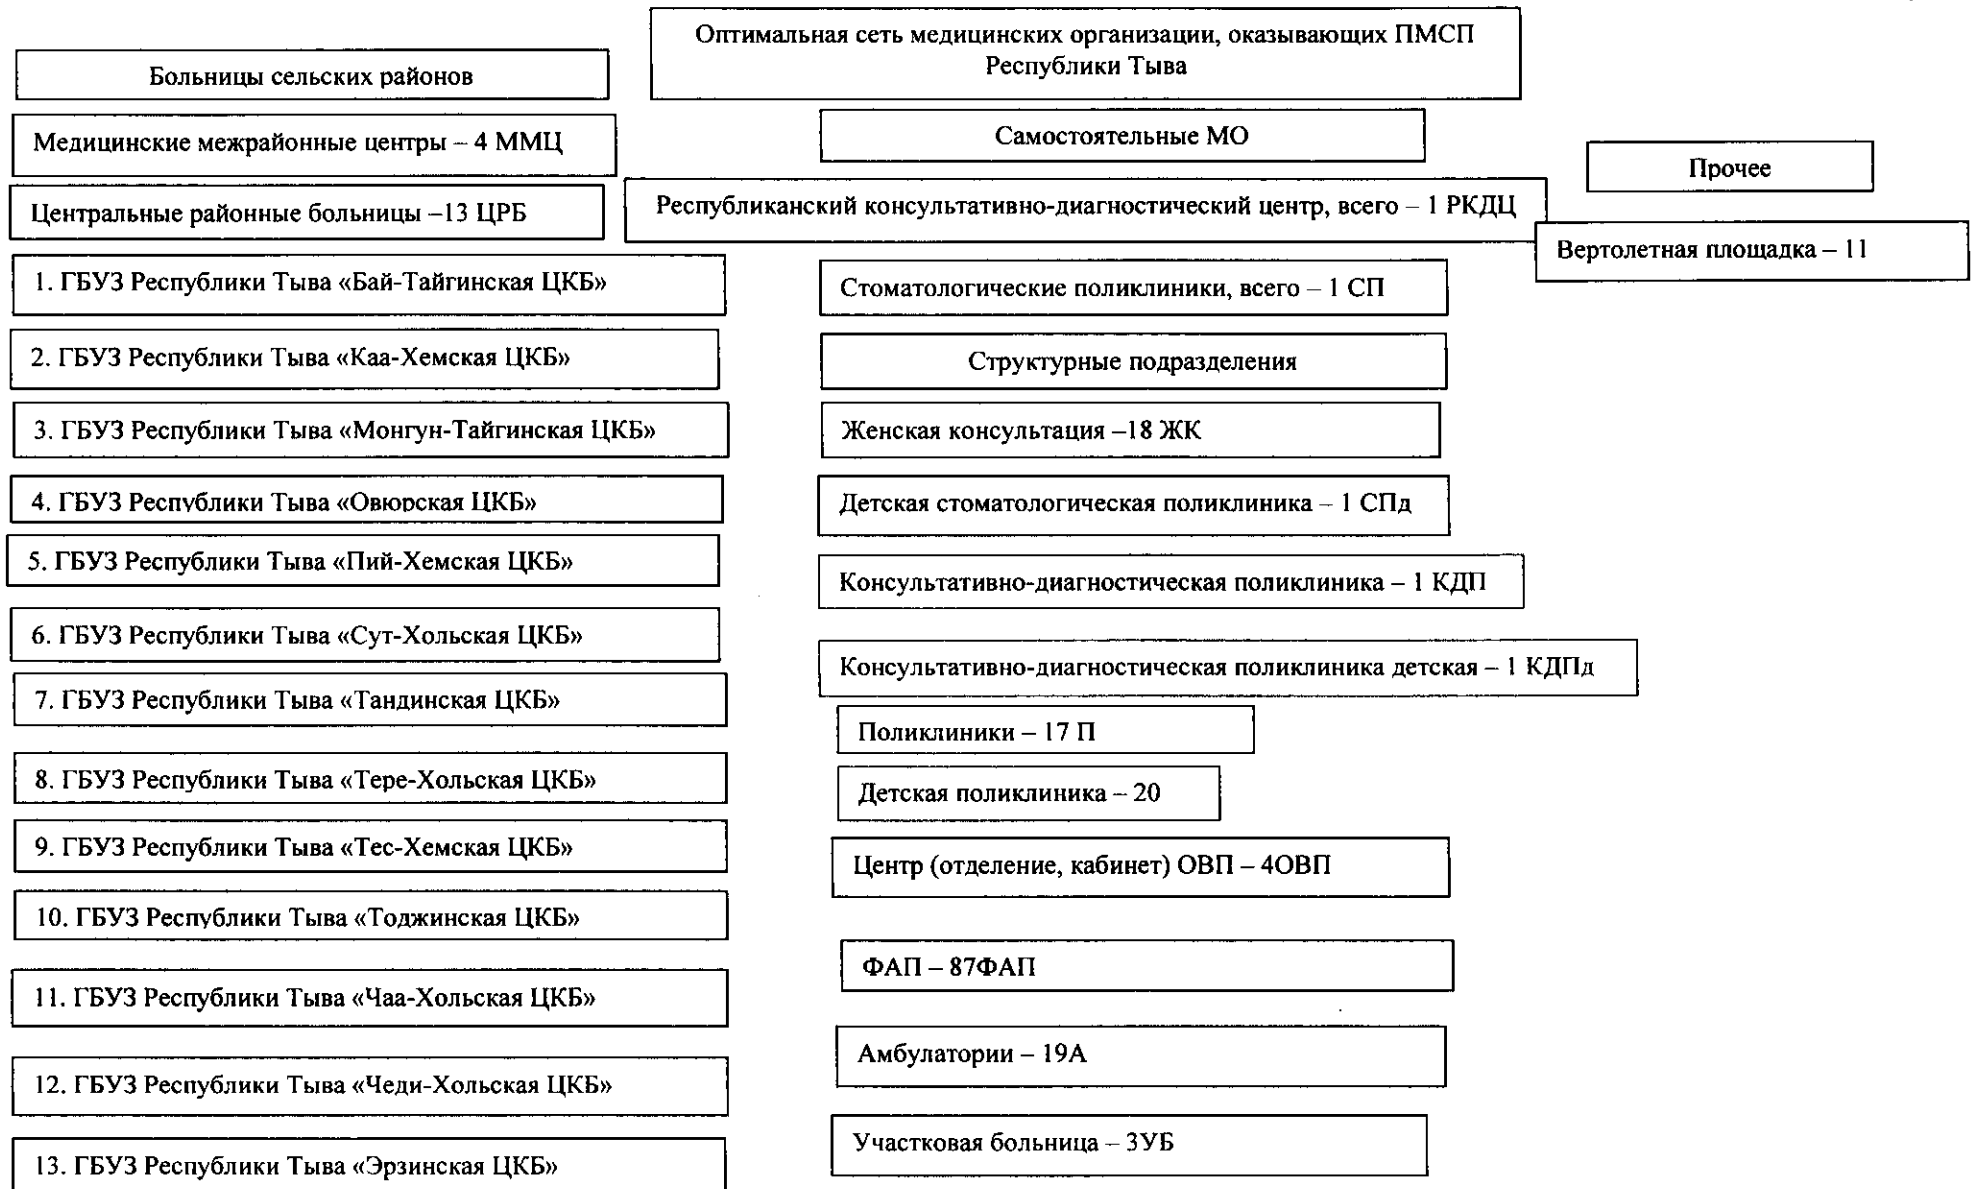 Оптимальная сеть медицинских организации, оказывающих ПМСП
Республики Тыва
Больницы сельских районов
Медицинские межрайонные центры – 4 ММЦ
Центральные районные больницы –13 ЦРБ
1. ГБУЗ Республики Тыва «Бай-Тайгинская ЦКБ»
2. ГБУЗ Республики Тыва «Каа-Хемская ЦКБ»
3. ГБУЗ Республики Тыва «Монгун-Тайгинская ЦКБ»
4. ГБУЗ Республики Тыва «Овюрская ЦКБ»
5. ГБУЗ Республики Тыва «Пий-Хемская ЦКБ»
6. ГБУЗ Республики Тыва «Сут-Хольская ЦКБ»
7. ГБУЗ Республики Тыва «Тандинская ЦКБ»
8. ГБУЗ Республики Тыва «Тере-Хольская ЦКБ»
9. ГБУЗ Республики Тыва «Тес-Хемская ЦКБ»
10. ГБУЗ Республики Тыва «Тоджинская ЦКБ»
11. ГБУЗ Республики Тыва «Чаа-Хольская ЦКБ»
12. ГБУЗ Республики Тыва «Чеди-Хольская ЦКБ»
13. ГБУЗ Республики Тыва «Эрзинская ЦКБ»
Самостоятельные МО
Республиканский консультативно-диагностический центр, всего – 1 РКДЦ
Стоматологические поликлиники, всего – 1 СП
Структурные подразделения
Женская консультация –18 ЖК
Детская стоматологическая поликлиника – 1 СПд
Консультативно-диагностическая поликлиника – 1 КДП
Консультативно-диагностическая поликлиника детская – 1 КДПд
Поликлиники – 17 П
Детская поликлиника – 20
Центр (отделение, кабинет) ОВП – 4ОВП
ФАП – 87ФАП
Амбулатории – 19А
Участковая больница – 3УБ
Прочее
Вертолетная площадка – 11